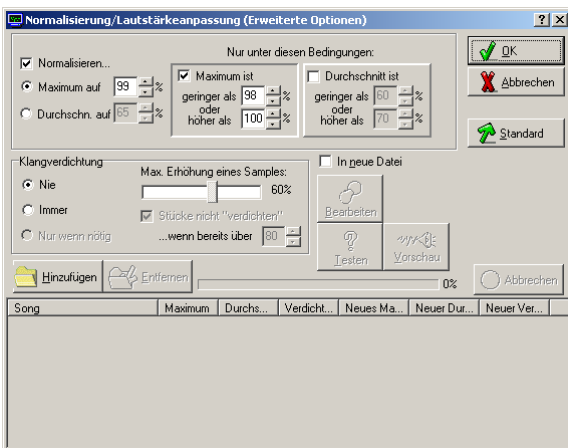 Normalisierung/Lautstärkeanpassung (Erweiterte Optionen)
Nur unter diesen Bedingungen:
Normalisieren...
Maximum auf 99 %
Durchschn. auf 65 %
Maximum ist
geringer als 98 %
oder
höher als 100 %
Durchschnitt ist
geringer als 60 %
oder
höher als 70 %
OK
Abbrechen
Standard
Klangverdichtung
Nie
Immer
Nur wenn nötig
Max. Erhöhung eines Samples:
60%
Stücke nicht "verdichten"
...wenn bereits über 80
In neue Datei
Bearbeiten
Testen
Vorschau
Hinzufügen
Entfernen
0%
Abbrechen
Song Maximum Durchs... Verdicht... Neues Ma... Neuer Dur... Neuer Ver...